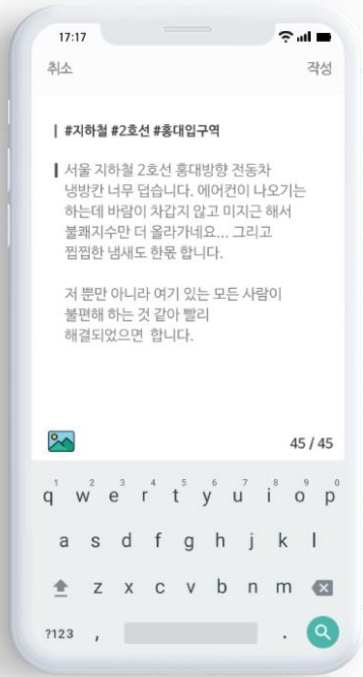 17:17
취소 작성
| #지하철 #2호선 #홍대입구역
서울 지하철 2호선 홍대방향 전동차
냉방칸 너무 덥습니다. 에어컨이 나오기는
하는데 바람이 차갑지 않고 미지근 해서
불쾌지수만 더 올라가네요... 그리고
찝찝한 냄새도 한몫 합니다.
저 뿐만 아니라 여기 있는 모든 사람이
불편해 하는 것 같아 빨리
해결되었으면 합니다.
45 / 45
1 2 3 4 5 6 7 8 9 0
q w e r t y u i o p
a s d f g h j k l
z x c v b n m
?123 , .